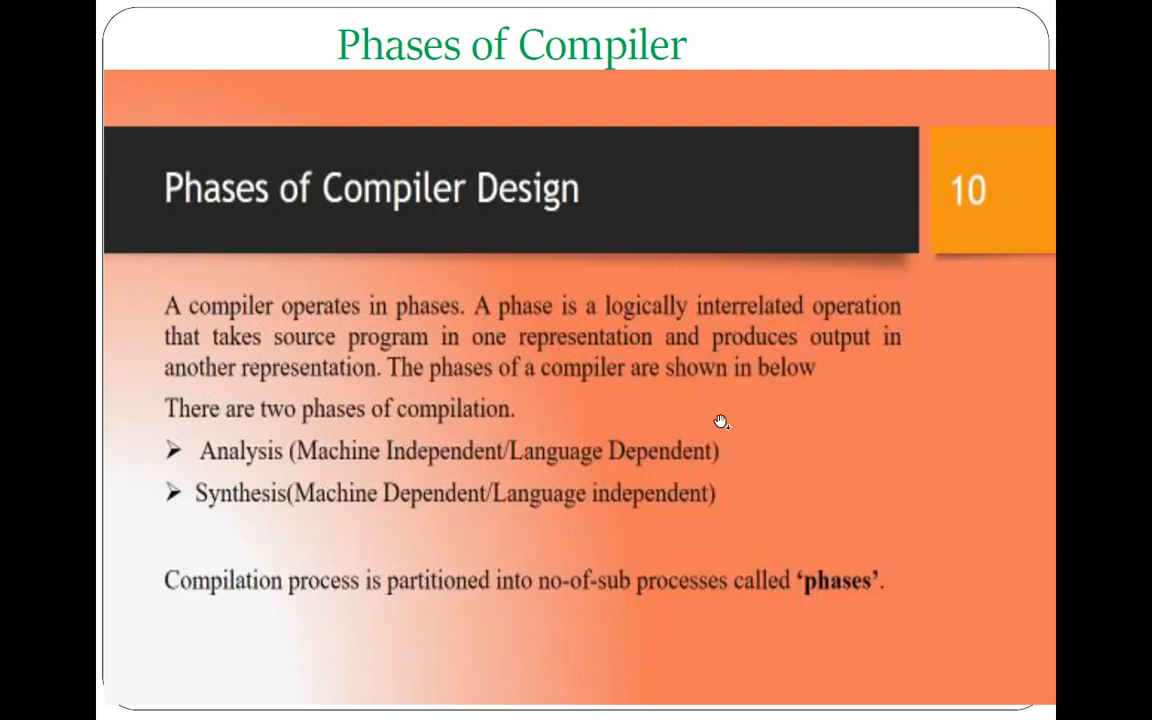 Phases of Compiler
Phases of Compiler Design
10
A compiler operates in phases. A phase is a logically interrelated operation
that takes source program in one representation and produces output in
another representation. The phases of a compiler are shown in below
There are two phases of compilation.
➢ Analysis (Machine Independent/Language Dependent)
➢ Synthesis(Machine Dependent/Language independent)
Compilation process is partitioned into no-of-sub processes called ‘phases’.